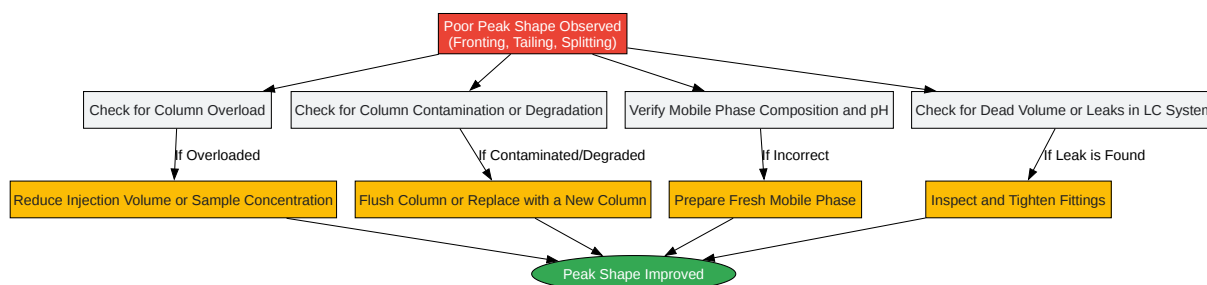 Poor Peak Shape Observed
(Fronting, Tailing, Splitting)
Check for Column Overload
Check for Column Contamination or Degradation
Verify Mobile Phase Composition and pH
Check for Dead Volume or Leaks in LC System
If Overloaded
If Contaminated/Degraded
If Incorrect
If Leak is Found
Reduce Injection Volume or Sample Concentration
Flush Column or Replace with a New Column
Prepare Fresh Mobile Phase
Inspect and Tighten Fittings
Peak Shape Improved